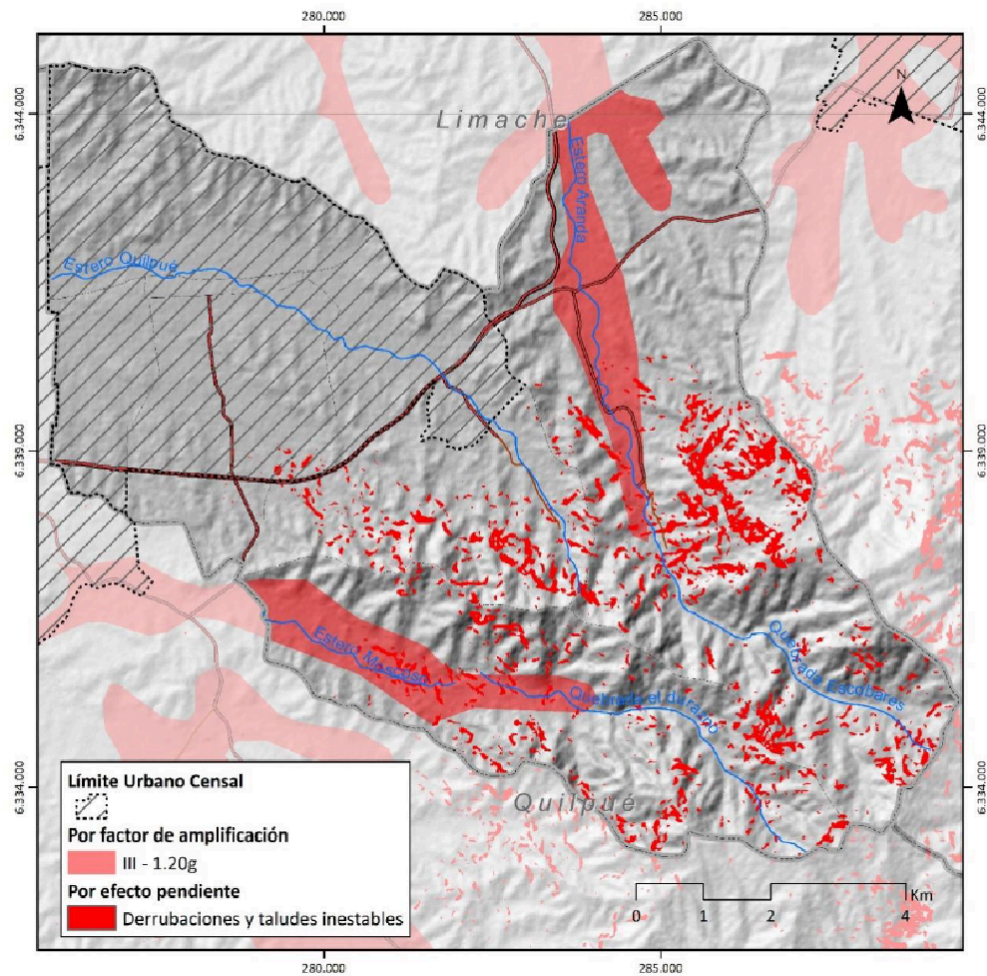 280.000
285.000
N
6.344.000
6.344.000
Limache
Estero Aranda
Estero Quilpué
6.339.000
6.339.000
Quebrada Escobares
Estero Moscoso
Quebrada el durazno
6.334.000
6.334.000
Quilpué
Límite Urbano Censal
Por factor de amplificación
III - 1.20g
Por efecto pendiente
Derrubaciones y taludes inestables
Km
0 1 2 4
280.000
285.000